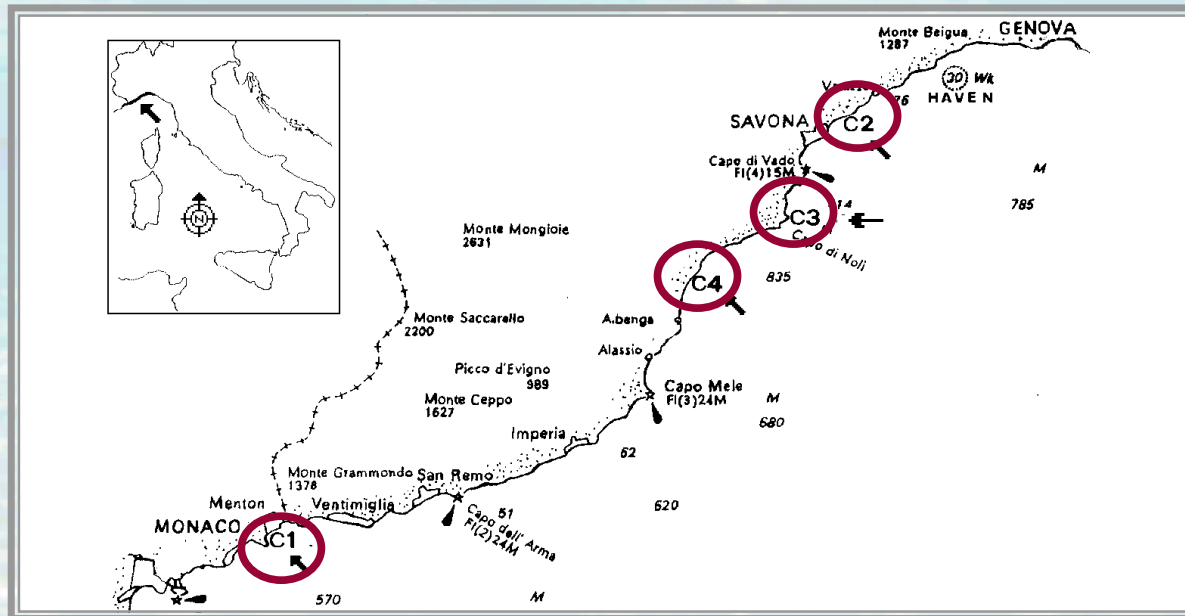 GENOVA
Monte Beigua
1287
30 Wk
HAVEN
C2
SAVONA
Capo di Vado
Fl(4)15M
M
785
14
C3
Capo di Noli
835
C4
Monte Mongioie
2631
N
Monte Saccarello
2200
A.benga
Alassio
Picco d'Evigno
989
Monte Ceppo
1627
Capo Mele
Fl(3)24M
M
680
Imperia
62
620
Monte Grammondo
1378
San Remo
Menton
Ventimiglia
MONACO
C1
51
Capo dell' Arma
Fl(2)24M
570
M